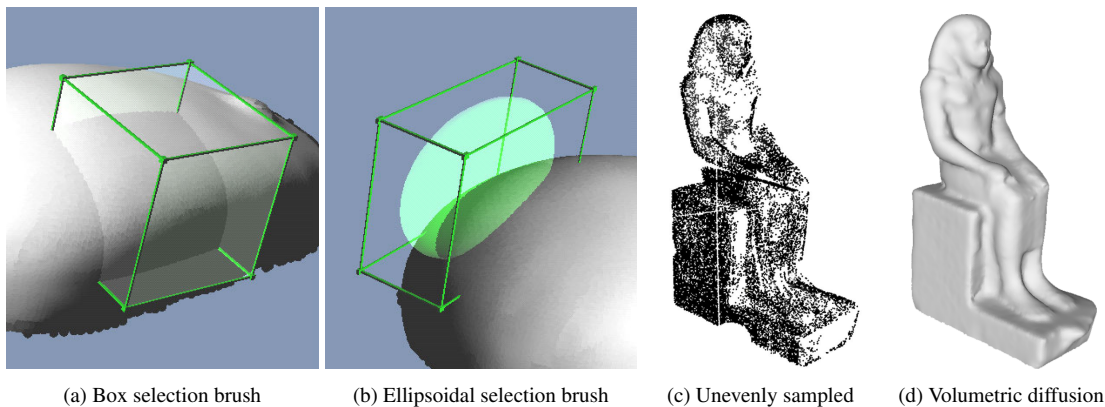 (a) Box selection brush
(b) Ellipsoidal selection brush
(c) Unevenly sampled
(d) Volumetric diffusion